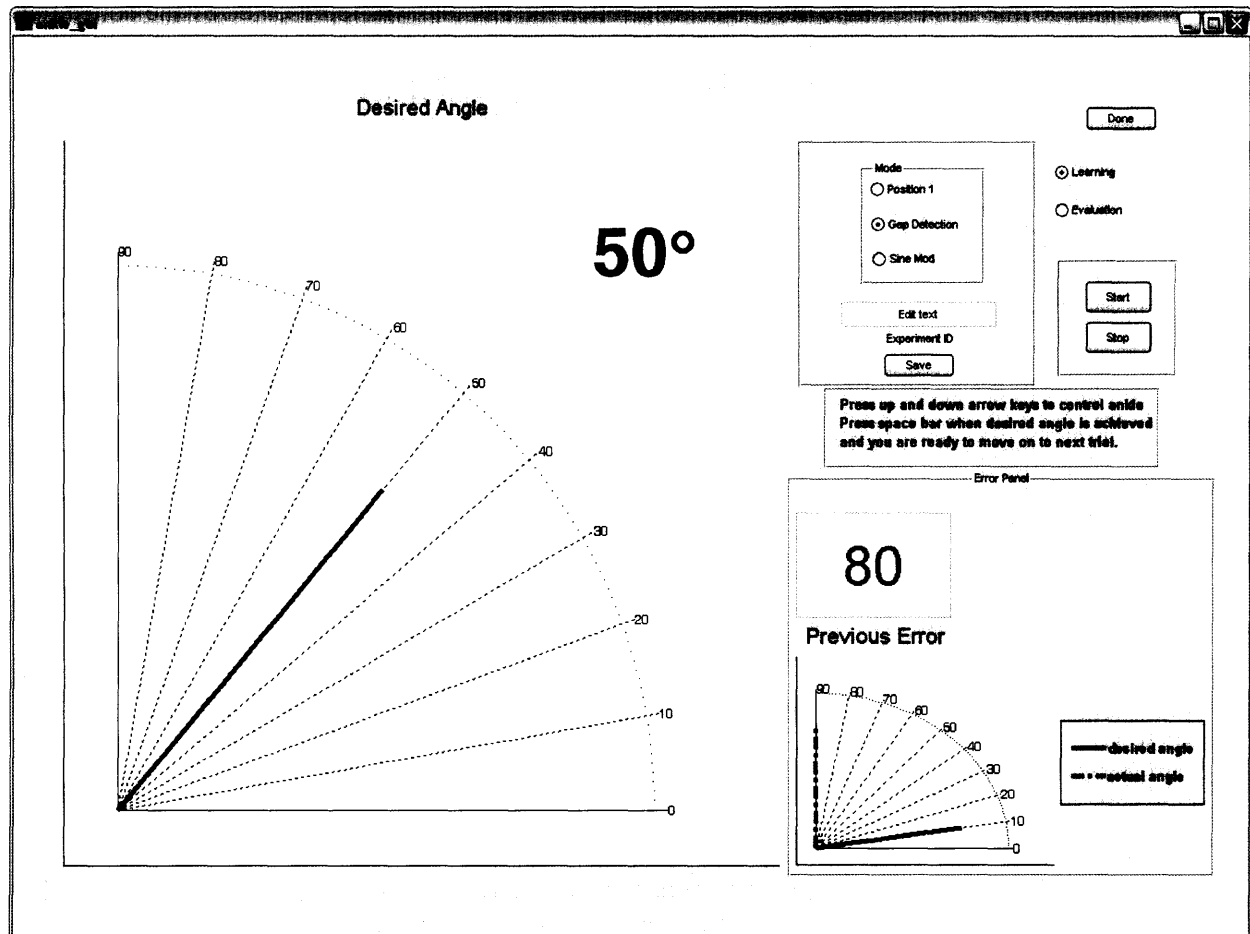 Desired Angle
50°
90
80
70
60
50
40
30
20
10
0
Done
Mode
Position 1
Gap Detection
Sine Mod
Learning
Evaluation
Edit text
Experiment ID
Save
Start
Stop
Press up and down arrow keys to control
Press space bar when desired angle is achieved
and you are ready to move on to next trial.
Error Panel
80
Previous Error
90
80
70
60
50
40
30
20
10
0
desired angle
actual angle